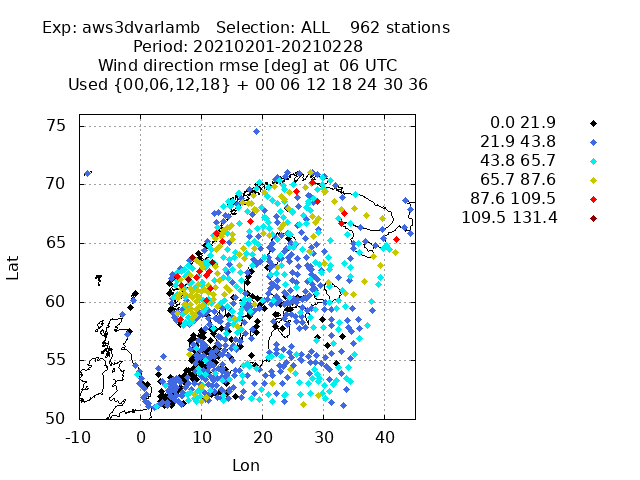 Exp: aws3dvarlamb   Selection: ALL    962 stations
Period: 20210201-20210228
Wind direction rmse [deg] at  06 UTC
Used {00,06,12,18} + 00 06 12 18 24 30 36
0.0 21.9
21.9 43.8
43.8 65.7
65.7 87.6
87.6 109.5
109.5 131.4
75
70
65
60
55
50
Lat
-10 0 10 20 30 40
Lon